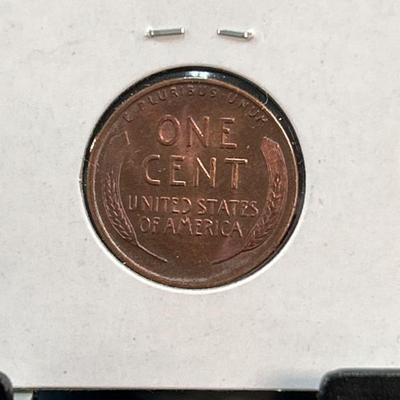 E PLURIBUS UNUM
ONE
CENT
UNITED STATES
OF AMERICA